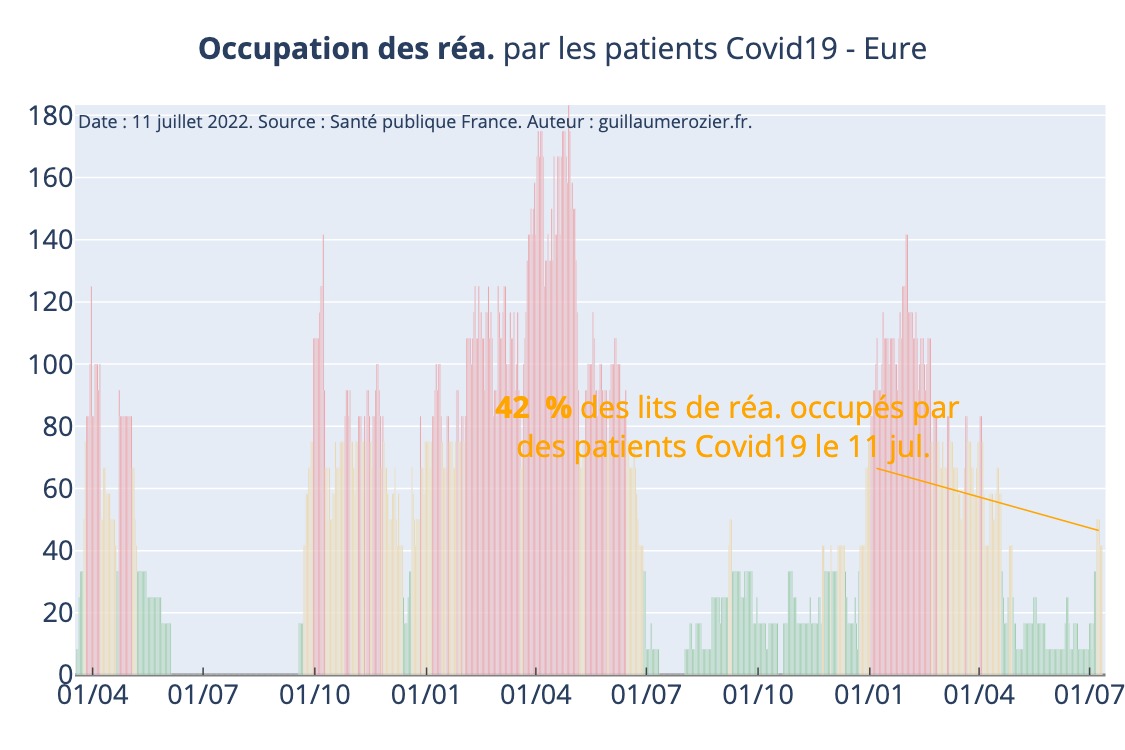 Occupation des réa. par les patients Covid19 - Eure
180
Date : 11 juillet 2022. Source : Santé publique France. Auteur : guillaumerozier.fr.
160
140
120
100
80
42 % des lits de réa. occupés par
des patients Covid19 le 11 jul.
60
40
20
0
01/04 01/07 01/10 01/01 01/04 01/07 01/10 01/01 01/04 01/07